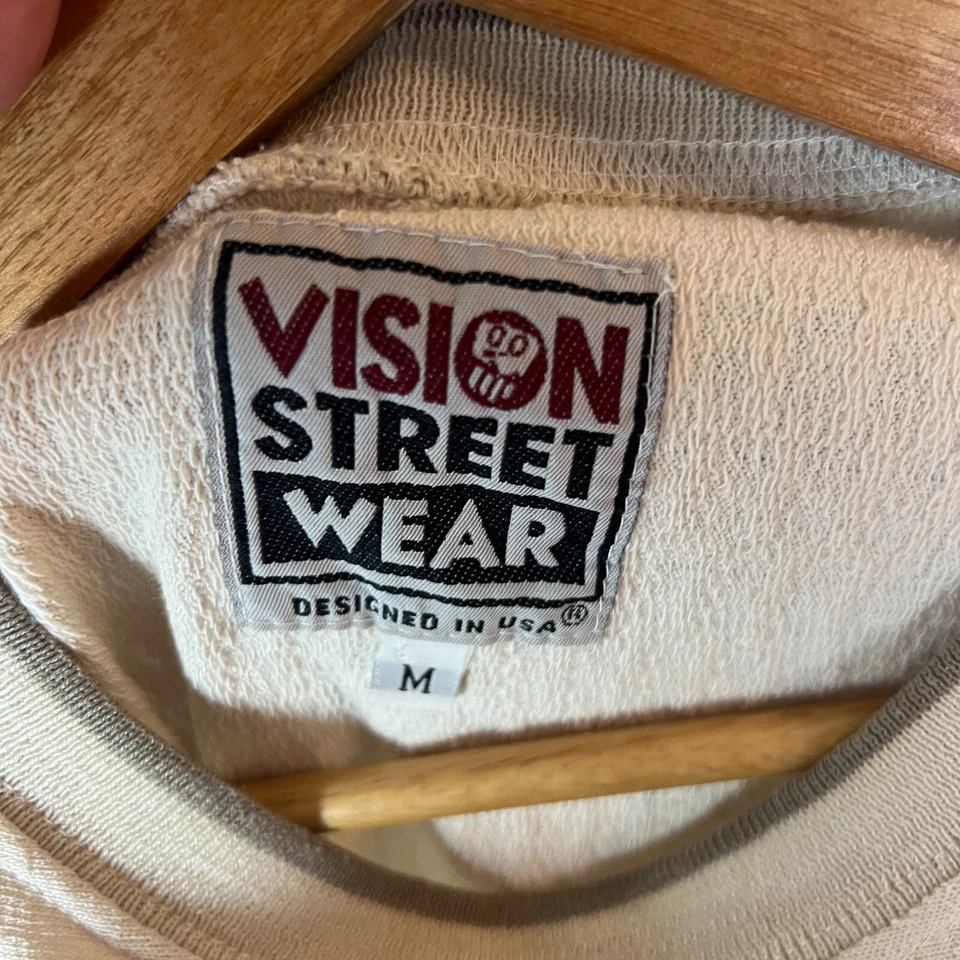 VISION
STREET
WEAR
DESIGNED IN USA®
M